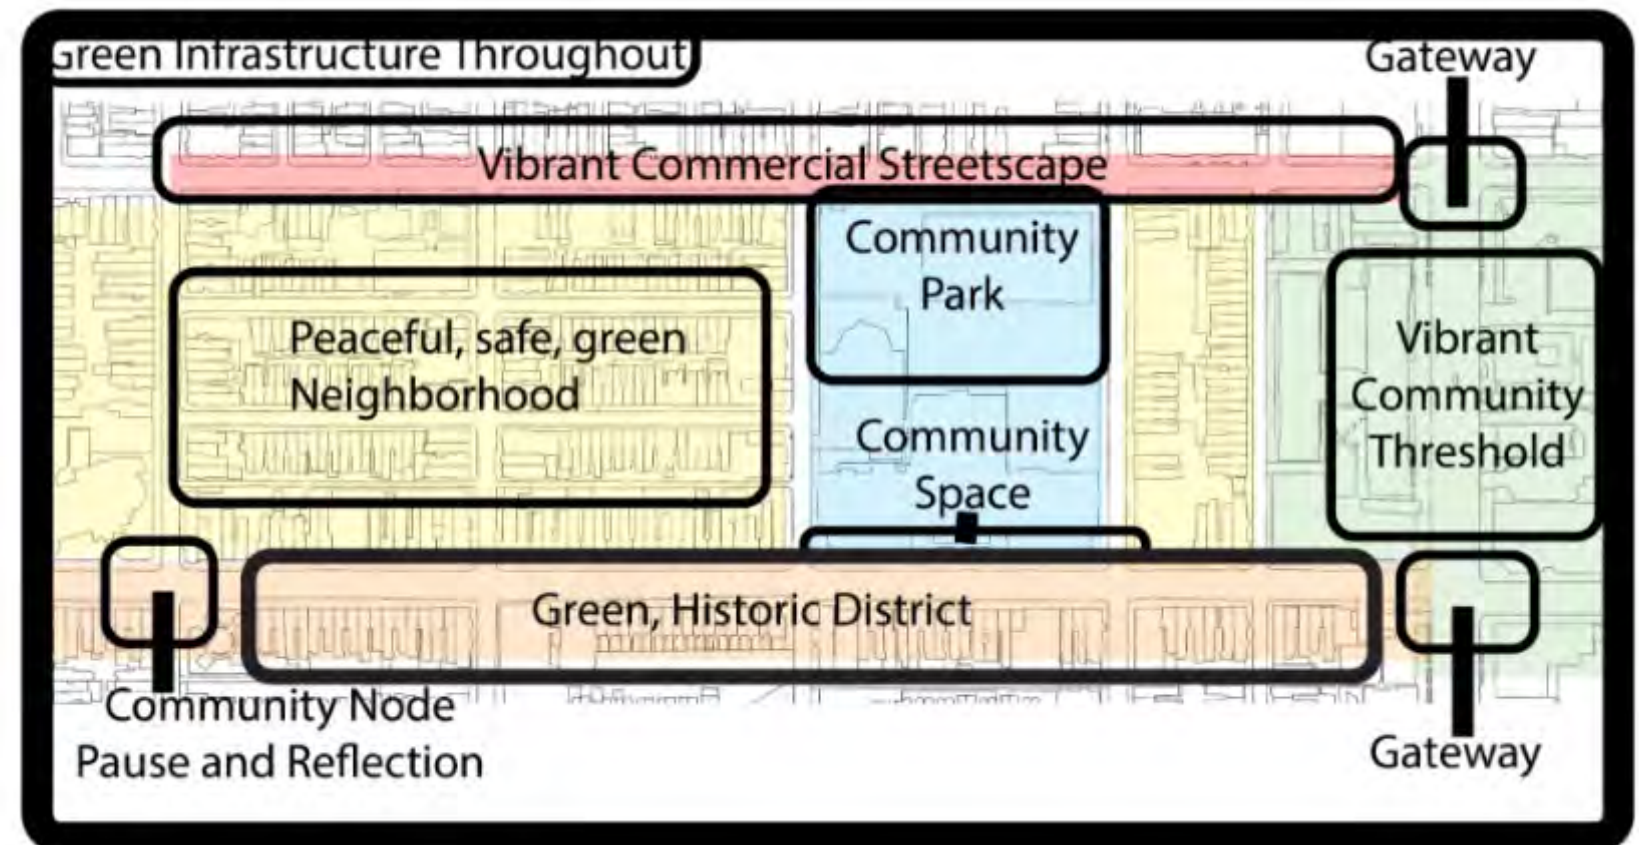 Green Infrastructure Throughout
Gateway
Vibrant Commercial Streetscape
Community
Park
Peaceful, safe, green
Neighborhood
Vibrant
Community
Threshold
Community
Space
Green, Historic District
Community Node
Pause and Reflection
Gateway